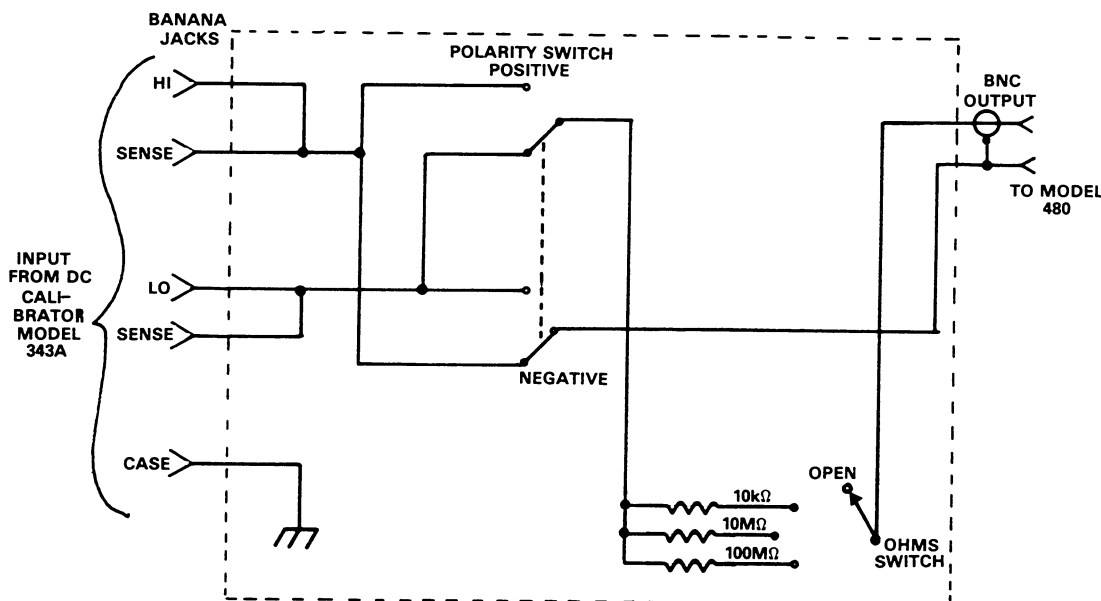 BANANA
JACKS
POLARITY SWITCH
POSITIVE
HI
BNC
OUTPUT
SENSE
TO MODEL
480
INPUT
FROM DC
CALI-
BRATOR
MODEL
343A
LO
SENSE
NEGATIVE
CASE
OPEN
10kΩ
10MΩ
100MΩ
OHMS
SWITCH